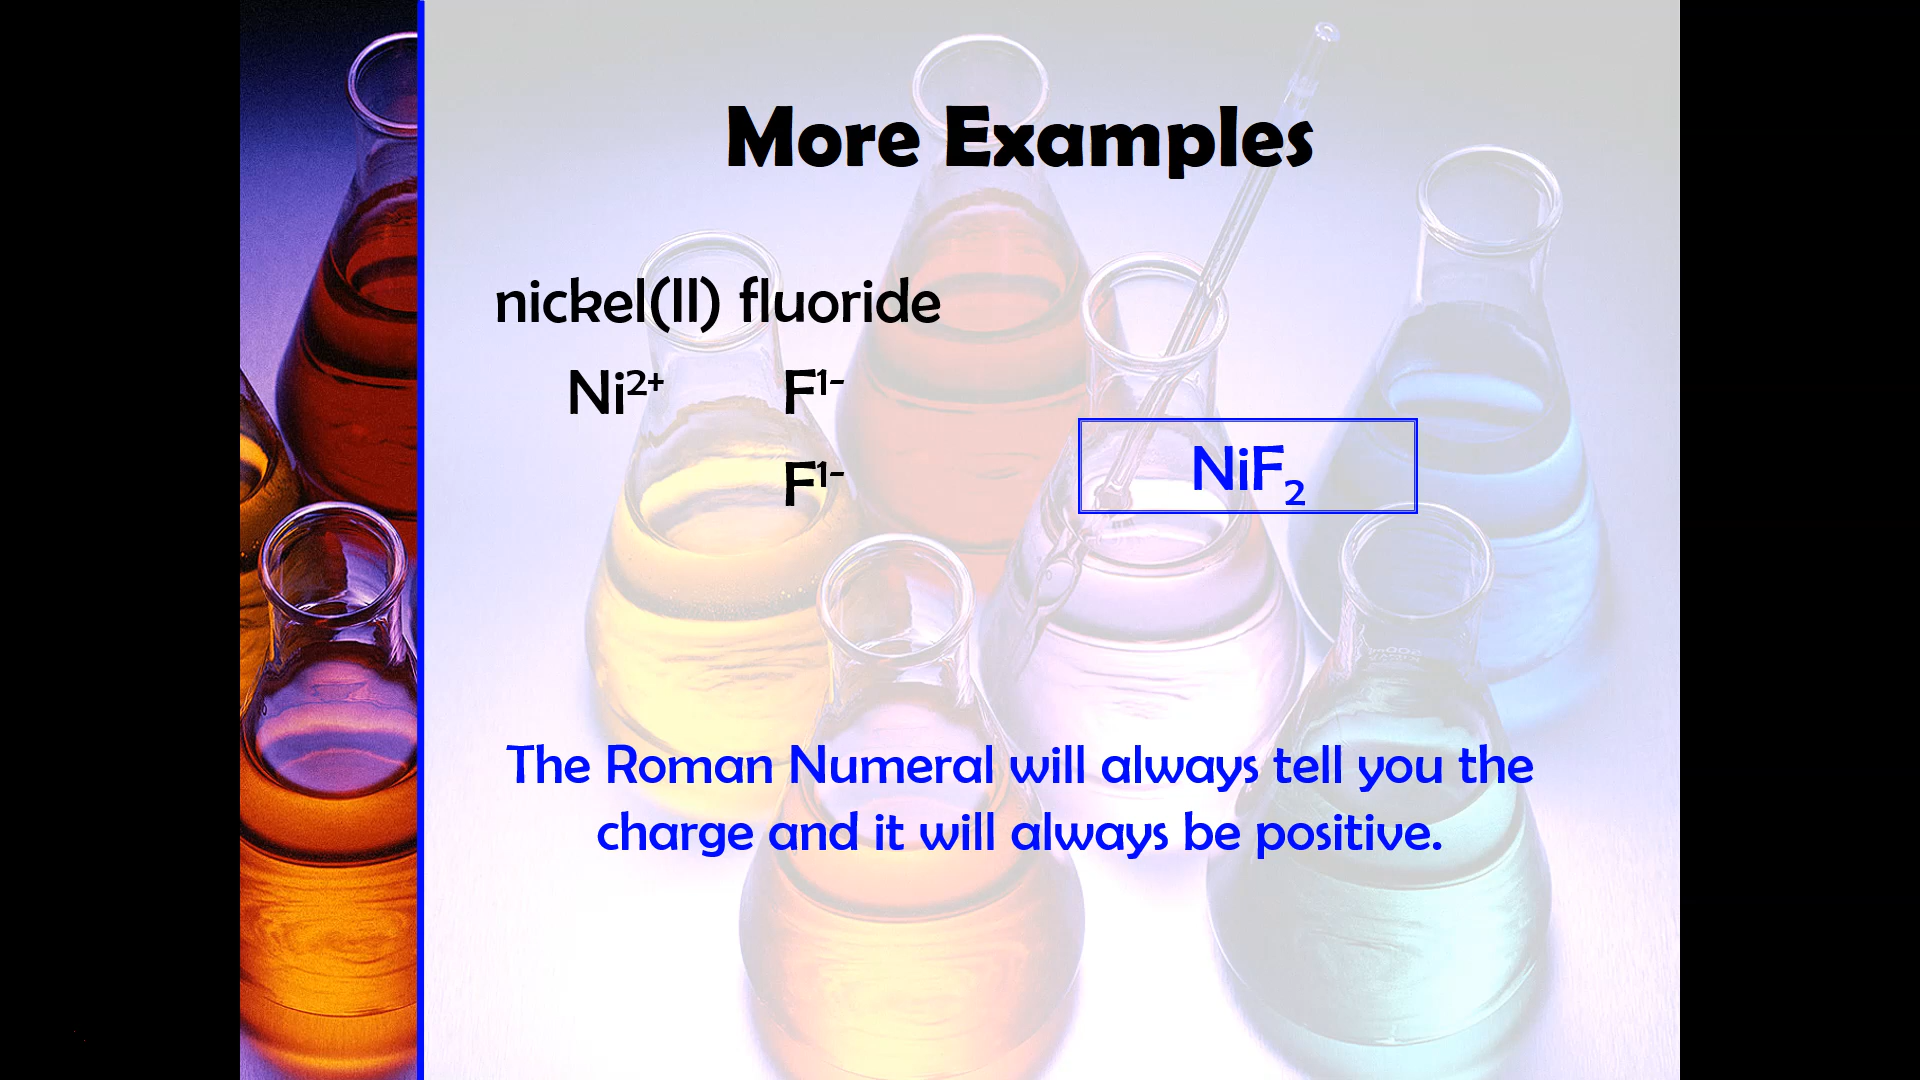 More Examples
nickel(II) fluoride
Ni²⁺ F¹⁻
F¹⁻
NiF₂
The Roman Numeral will always tell you the
charge and it will always be positive.